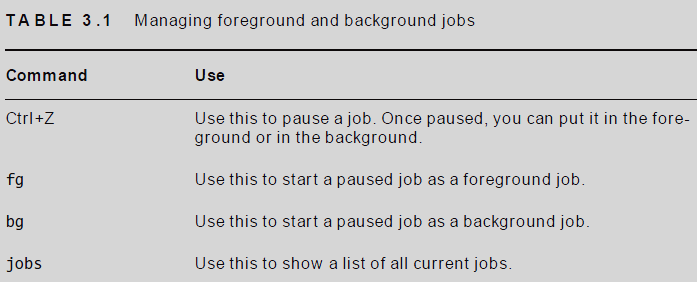 TABLE 3.1 Managing foreground and background jobs
Command Use
Ctrl+Z Use this to pause a job. Once paused, you can put it in the fore-
ground or in the background.
fg Use this to start a paused job as a foreground job.
bg Use this to start a paused job as a background job.
jobs Use this to show a list of all current jobs.